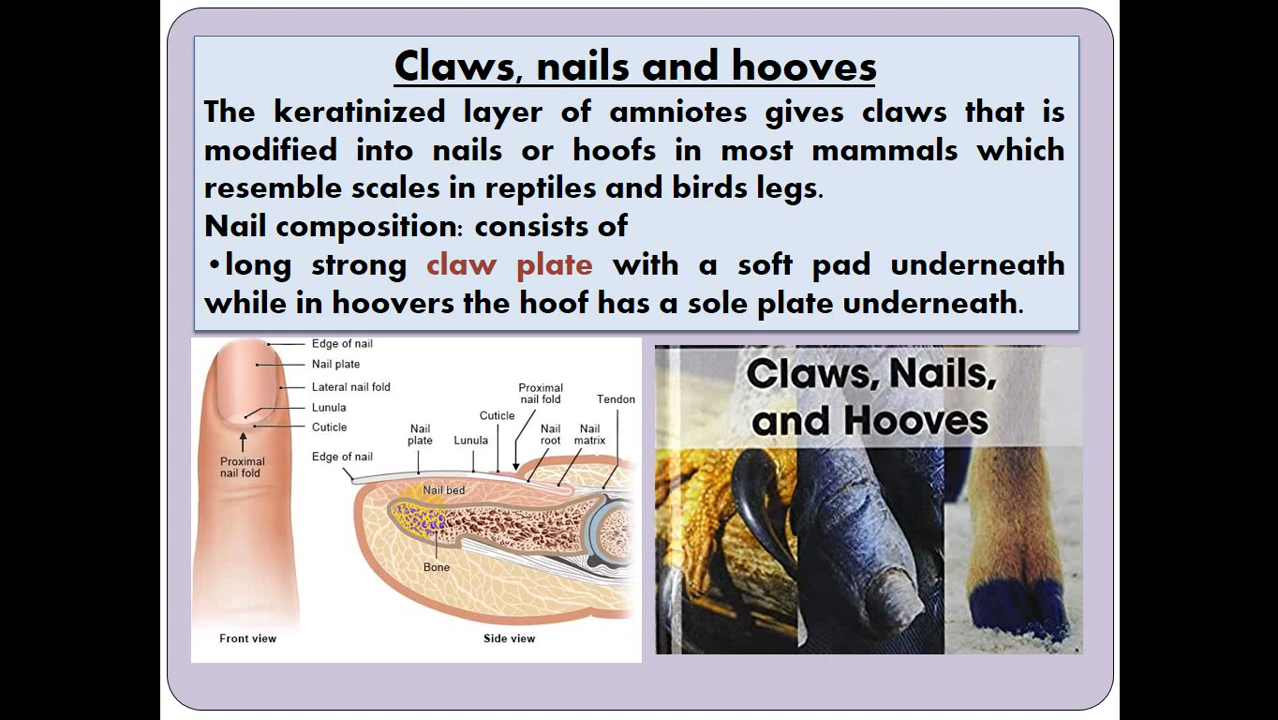 Claws, nails and hooves
The keratinized layer of amniotes gives claws that is
modified into nails or hoofs in most mammals which
resemble scales in reptiles and birds legs.
Nail composition: consists of
•long strong claw plate with a soft pad underneath
while in hoovers the hoof has a sole plate underneath.
Edge of nail
Nail plate
Lateral nail fold
Lunula
Cuticle
Proximal
nail fold
Front view
Edge of nail
Nail
plate
Lunula
Cuticle
Proximal
nail fold
Nail
root
Nail
matrix
Tendon
Nail bed
Bone
Side view
Claws, Nails,
and Hooves